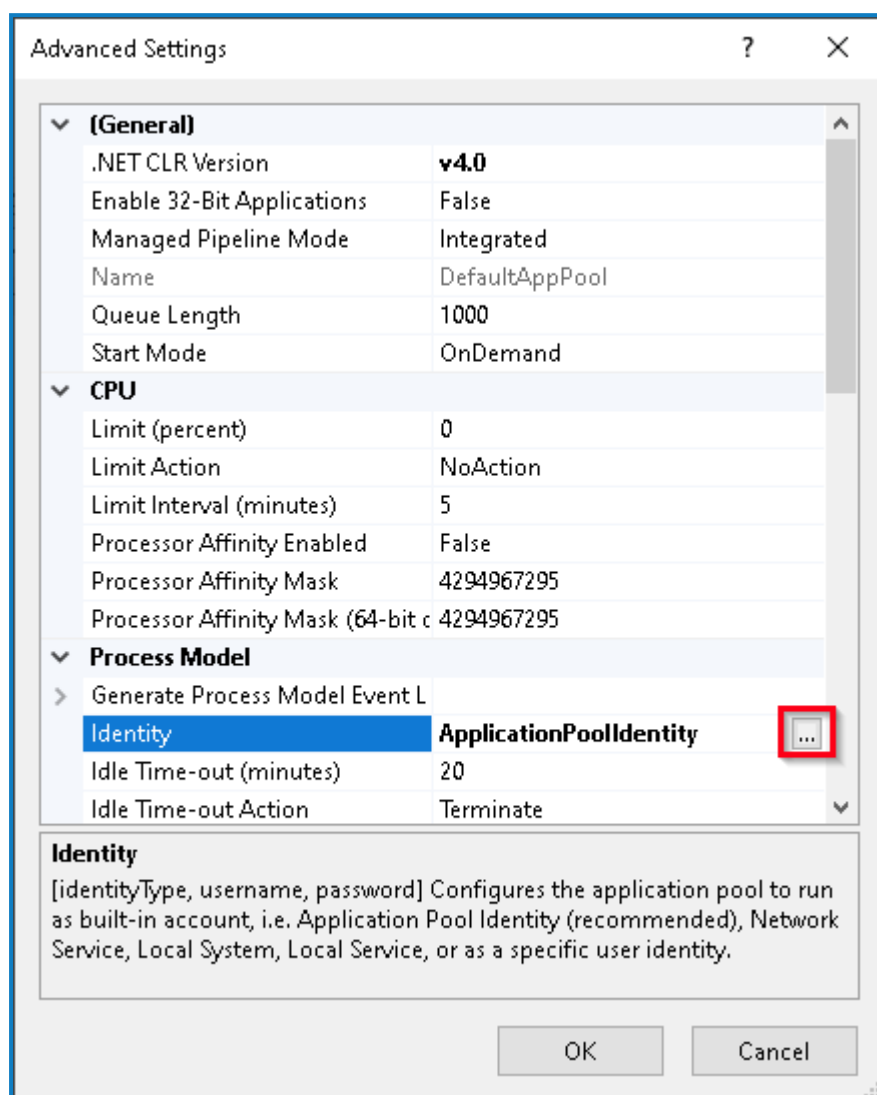 Advanced Settings ?
(General)
.NET CLR Version v4.0
Enable 32-Bit Applications False
Managed Pipeline Mode Integrated
Name DefaultAppPool
Queue Length 1000
Start Mode OnDemand
CPU
Limit (percent) 0
Limit Action NoAction
Limit Interval (minutes) 5
Processor Affinity Enabled False
Processor Affinity Mask 4294967295
Processor Affinity Mask (64-bit c 4294967295
Process Model
Generate Process Model Event L
Identity ApplicationPoolIdentity ...
Idle Time-out (minutes) 20
Idle Time-out Action Terminate
Identity
[identityType, username, password] Configures the application pool to run
as built-in account, i.e. Application Pool Identity (recommended), Network
Service, Local System, Local Service, or as a specific user identity.
OK Cancel